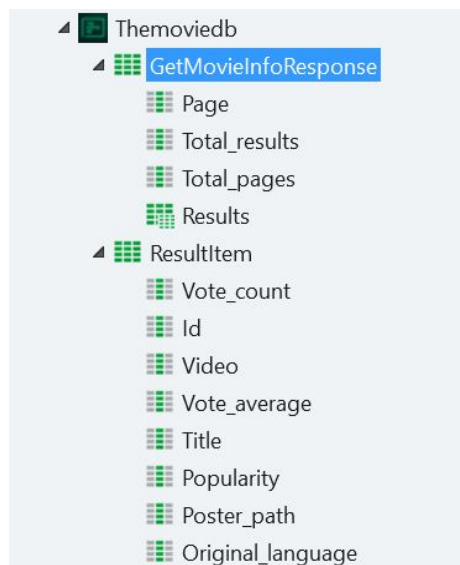 Themoviedb
GetMovieInfoResponse
Page
Total_results
Total_pages
Results
ResultItem
Vote_count
Id
Video
Vote_average
Title
Popularity
Poster_path
Original_language